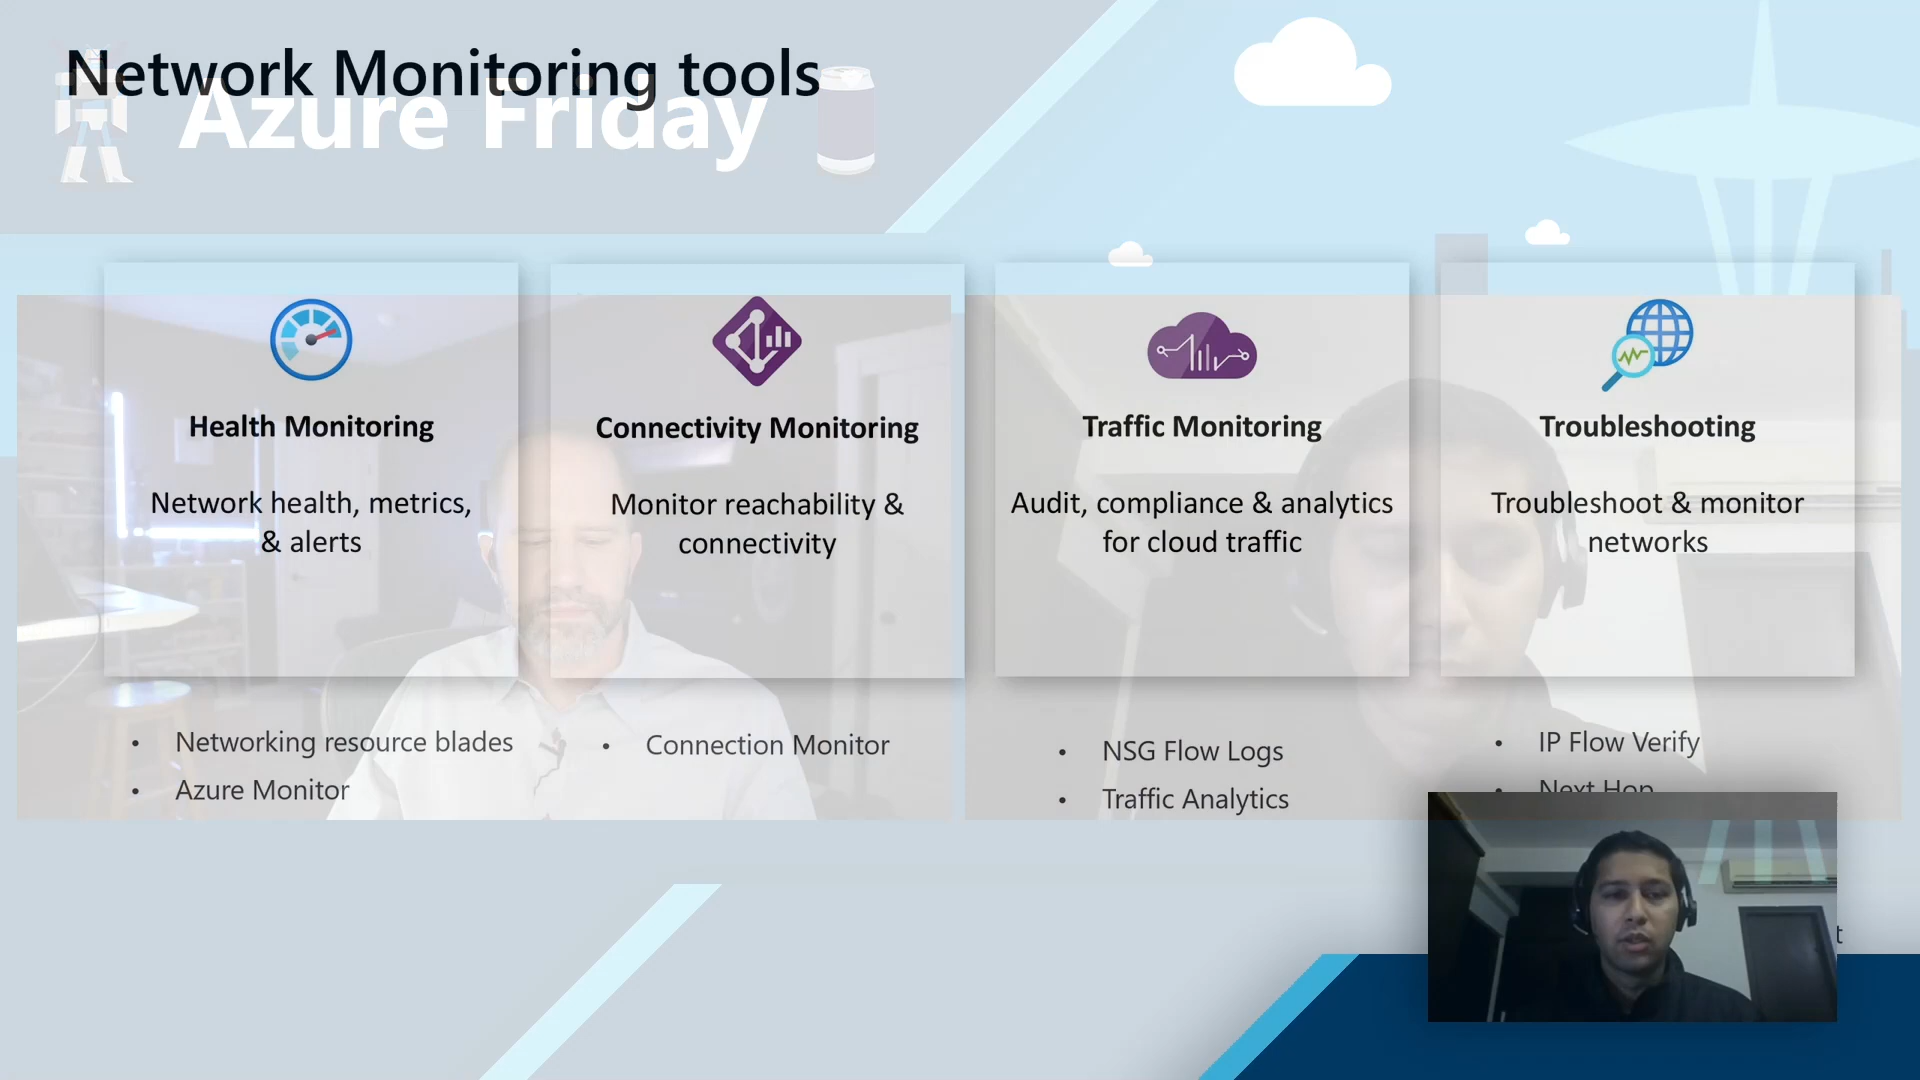 Network Monitoring tools
Azure Friday
Health Monitoring
Network health, metrics,
& alerts
• Networking resource blades
• Azure Monitor
Connectivity Monitoring
Monitor reachability &
connectivity
• Connection Monitor
Traffic Monitoring
Audit, compliance & analytics
for cloud traffic
• NSG Flow Logs
• Traffic Analytics
Troubleshooting
Troubleshoot & monitor
networks
• IP Flow Verify
• Next Hop